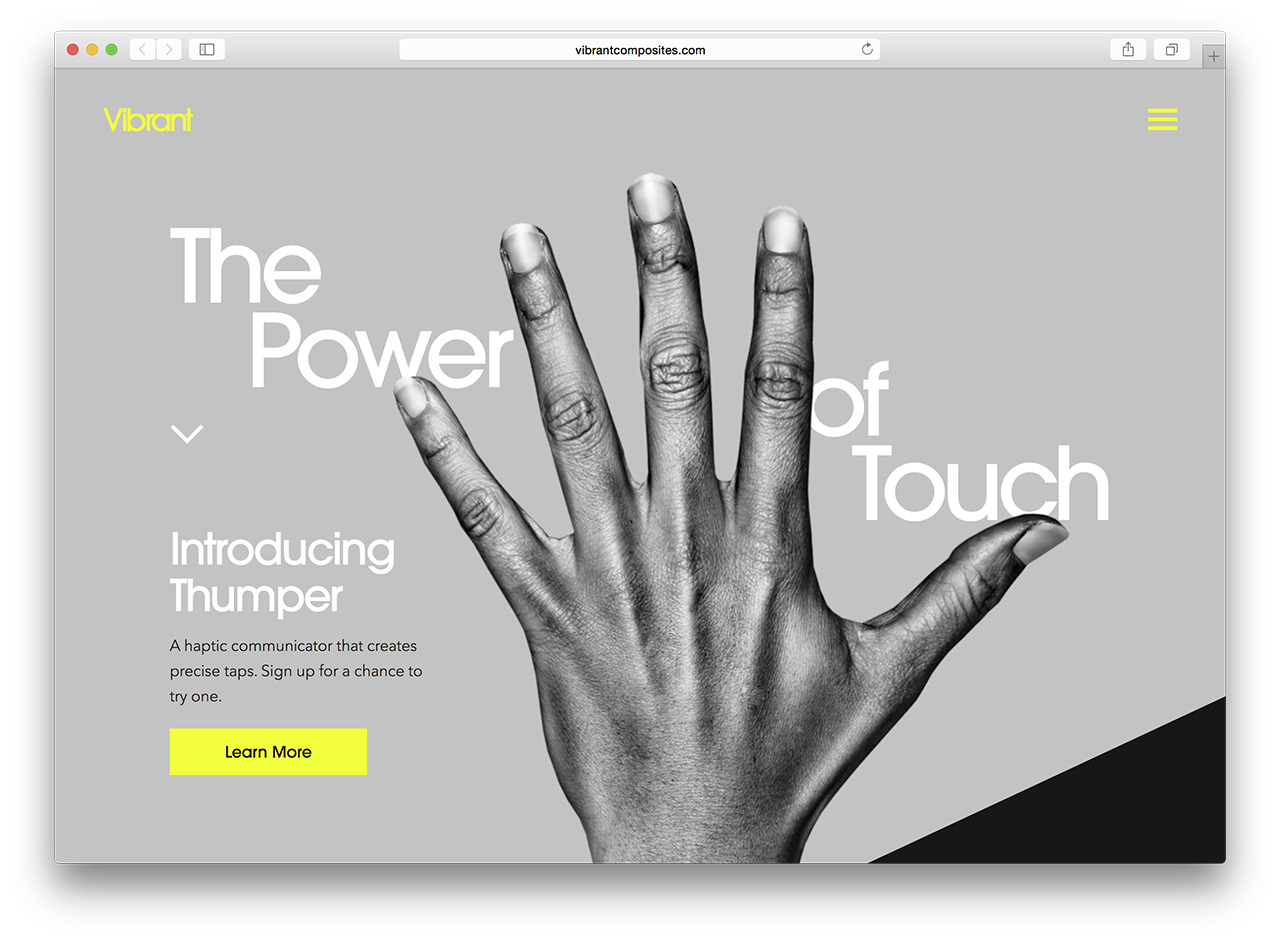 vibrantcomposites.com
Vibrant
The
Power
of
Touch
Introducing
Thumper
A haptic communicator that creates
precise taps. Sign up for a chance to
try one.
Learn More